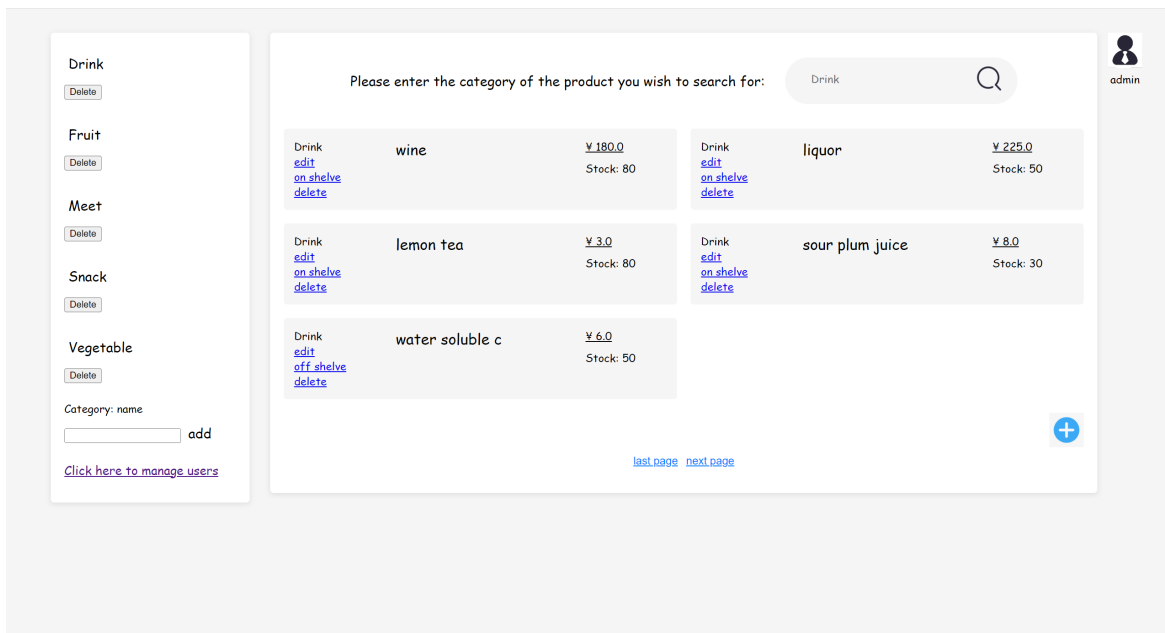 Drink
Delete
Fruit
Delete
Meet
Delete
Snack
Delete
Vegetable
Delete
Category: name
add
Click here to manage users
Please enter the category of the product you wish to search for:
Drink
admin
Drink
edit
on shelve
delete
wine
¥ 180.0
Stock: 80
Drink
edit
on shelve
delete
liquor
¥ 225.0
Stock: 50
Drink
edit
on shelve
delete
lemon tea
¥ 3.0
Stock: 80
Drink
edit
on shelve
delete
sour plum juice
¥ 8.0
Stock: 30
Drink
edit
off shelve
delete
water soluble c
¥ 6.0
Stock: 50
last page next page